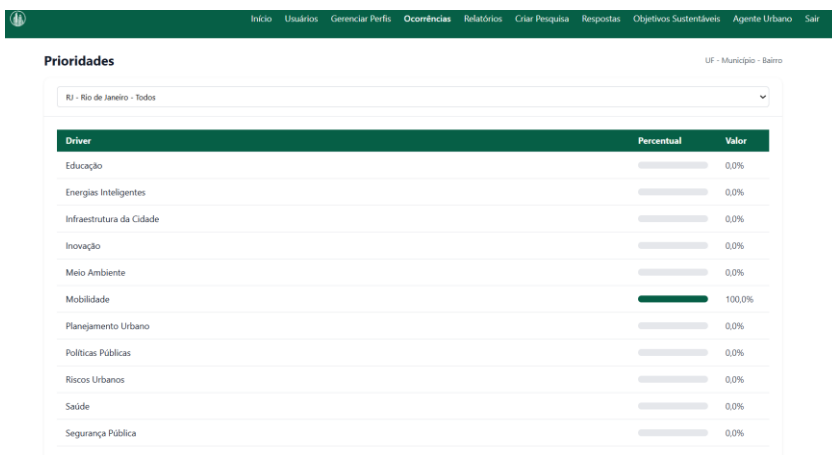 Início Usuários Gerenciar Perfis Ocorrências Relatórios Criar Pesquisa Respostas Objetivos Sustentáveis Agente Urbano Sair
Prioridades UF - Município - Bairro
RJ - Rio de Janeiro - Todos
Driver Percentual Valor
Educação 0,0%
Energias Inteligentes 0,0%
Infraestrutura da Cidade 0,0%
Inovação 0,0%
Meio Ambiente 0,0%
Mobilidade 100,0%
Planejamento Urbano 0,0%
Políticas Públicas 0,0%
Riscos Urbanos 0,0%
Saúde 0,0%
Segurança Pública 0,0%